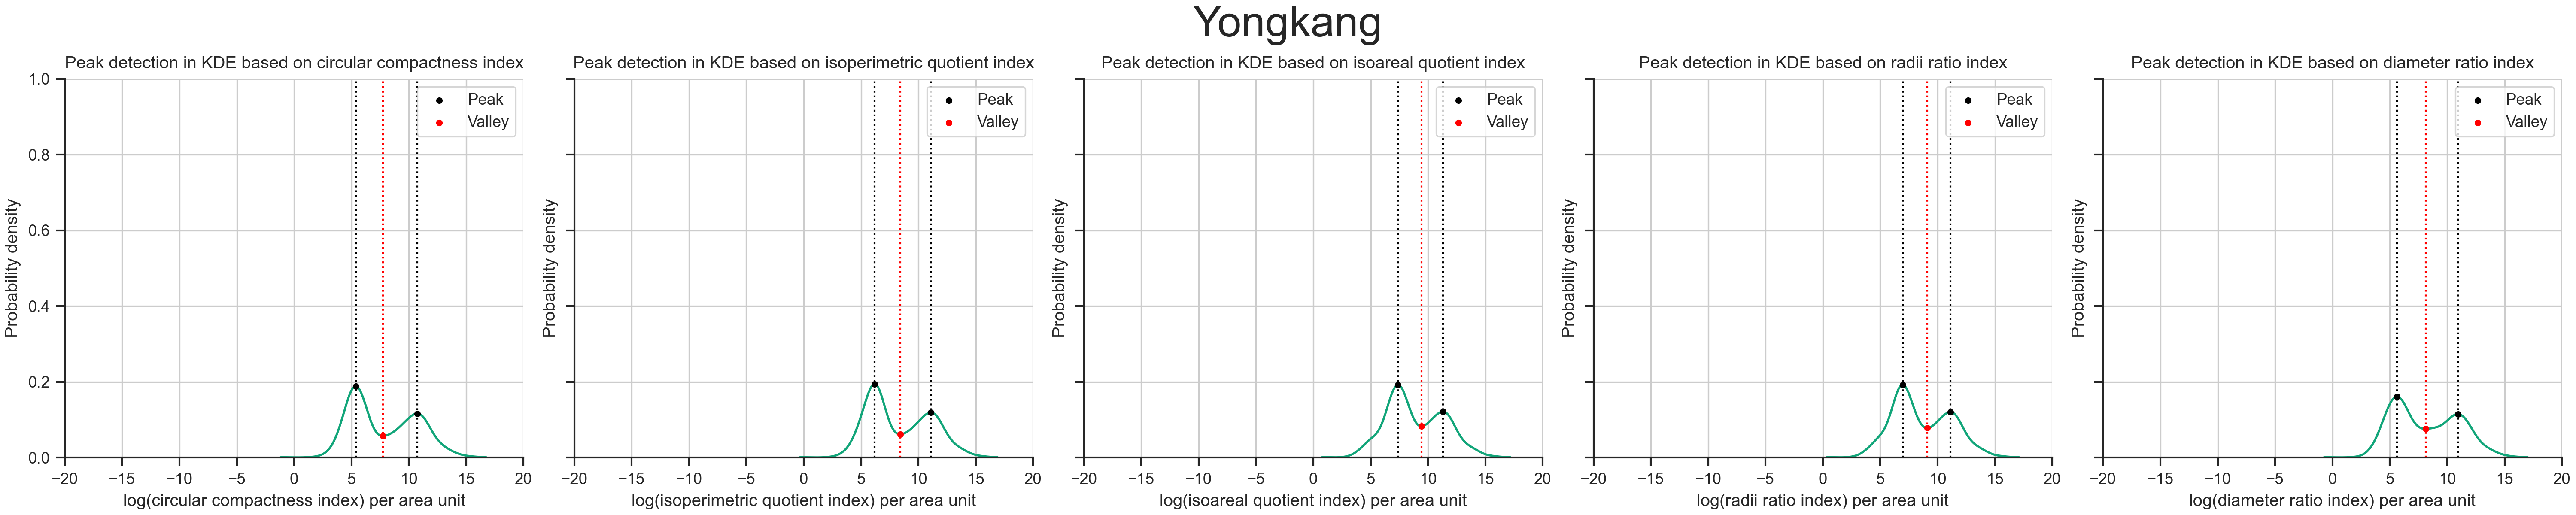 Yongkang
Peak detection in KDE based on circular compactness index
1.0
0.8
0.6
0.4
0.2
0.0
Probability density
Peak
Valley
−20 −15 −10 −5 0 5 10 15 20
log(circular compactness index) per area unit
Peak detection in KDE based on isoperimetric quotient index
Probability density
Peak
Valley
−20 −15 −10 −5 0 5 10 15 20
log(isoperimetric quotient index) per area unit
Peak detection in KDE based on isoareal quotient index
Probability density
Peak
Valley
−20 −15 −10 −5 0 5 10 15 20
log(isoareal quotient index) per area unit
Peak detection in KDE based on radii ratio index
Probability density
Peak
Valley
−20 −15 −10 −5 0 5 10 15 20
log(radii ratio index) per area unit
Peak detection in KDE based on diameter ratio index
Probability density
Peak
Valley
−20 −15 −10 −5 0 5 10 15 20
log(diameter ratio index) per area unit